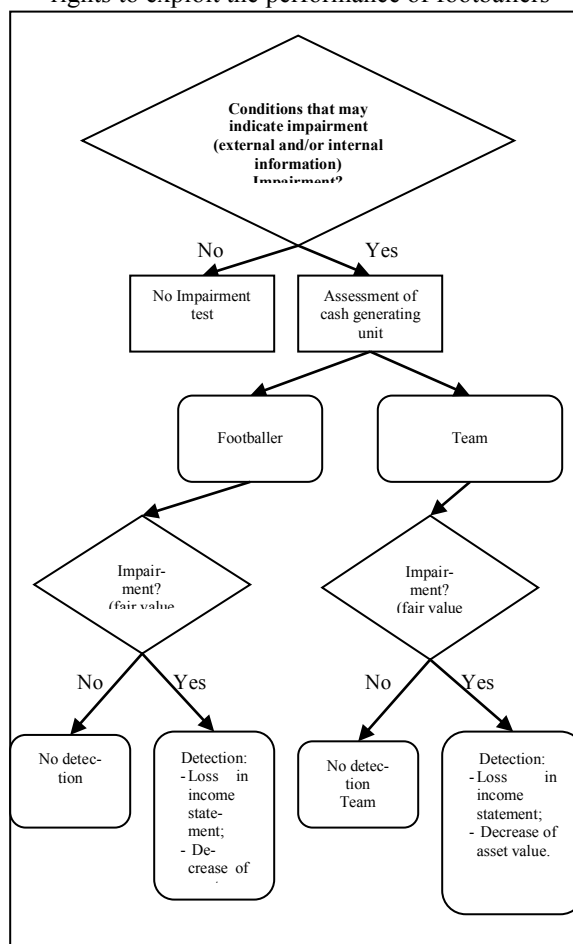 rights to exploit the performance of footballers
Conditions that may
indicate impairment
(external and/or internal
information)
Impairment?
No
Yes
No Impairment
test
Assessment of
cash generating
unit
Footballer
Team
Impair-
ment?
(fair value
Impair-
ment?
(fair value
No
Yes
No
Yes
No detec-
tion
Detection:
- Loss in
income
state-
ment;
- De-
crease of
No detec-
tion
Team
Detection:
- Loss in
income
statement;
- Decrease of
asset value.